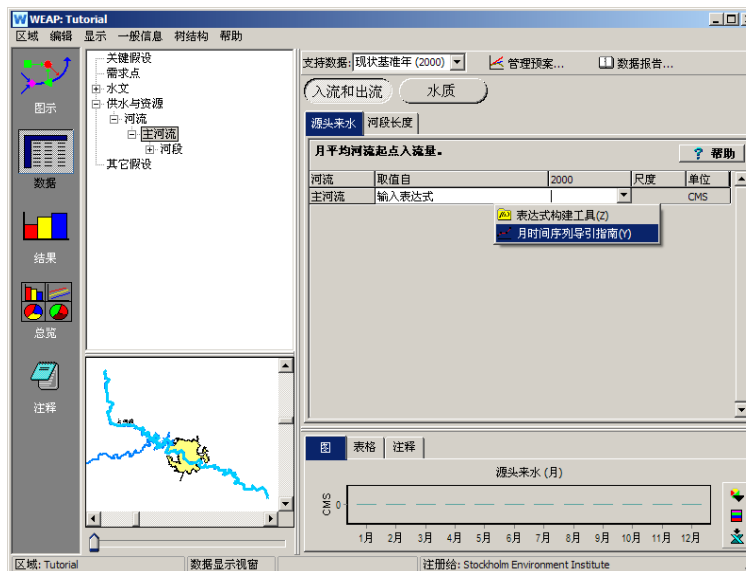 WEAP: Tutorial
区域 编辑 显示 一般信息 树结构 帮助
图示
数据
结果
总览
注释
关键假设
需求点
水文
供水与资源
河流
主河流
河段
其它假设
支持数据: 现状基准年 (2000) 管理预案... 数据报告...
入流和出流 水质
源头来水 河段长度
月平均河流起点入流量。 ? 帮助
河流 取值自 2000 尺度 单位
主河流 输入表达式 CMS
表达式构建工具(Z)
月时间序列导引指南(Y)
图 表格 注释
源头来水 (月)
CMS
0
1月 2月 3月 4月 5月 6月 7月 8月 9月 10月 11月 12月
区域: Tutorial 数据显示视窗 注册给: Stockholm Environment Institute